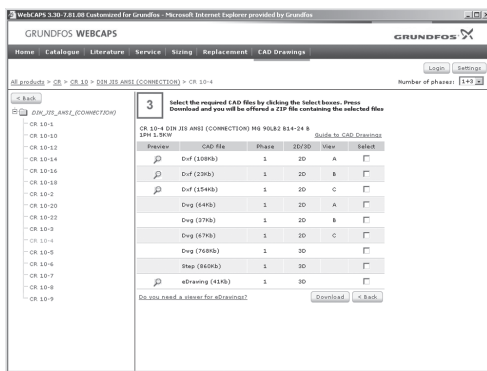 WebCAPS 3.30-7.81.08 Customized for Grundfos - Microsoft Internet Explorer provided by Grundfos
GRUNDFOS WEBCAPS
GRUNDFOS
Home Catalogue Literature Service Sizing Replacement CAD Drawings
Login Settings
All products > CR > CR 10 > DIN JIS ANSI (CONNECTION) > CR 10-4
Number of phases: 1+3
< Back
DIN_JIS_ANSI_(CONNECTION)
CR 10-1
CR 10-10
CR 10-12
CR 10-14
CR 10-16
CR 10-18
CR 10-2
CR 10-20
CR 10-22
CR 10-3
CR 10-4
CR 10-5
CR 10-6
CR 10-7
CR 10-8
CR 10-9
3
Select the required CAD files by clicking the Select boxes. Press
Download and you will be offered a ZIP file containing the selected files
CR 10-4 DIN JIS ANSI (CONNECTION) MG 90LB2 B14-24 B
1PH 1,5KW
Guide to CAD Drawings
Preview CAD file Phase 2D/3D View Select
Dxf (108Kb) 1 2D A
Dxf (23Kb) 1 2D B
Dxf (154Kb) 1 2D C
Dwg (64Kb) 1 2D A
Dwg (37Kb) 1 2D B
Dwg (67Kb) 1 2D C
Dwg (768Kb) 1 3D
Step (860Kb) 1 3D
eDrawing (41Kb) 1 3D
Do you need a viewer for eDrawings?
Download < Back